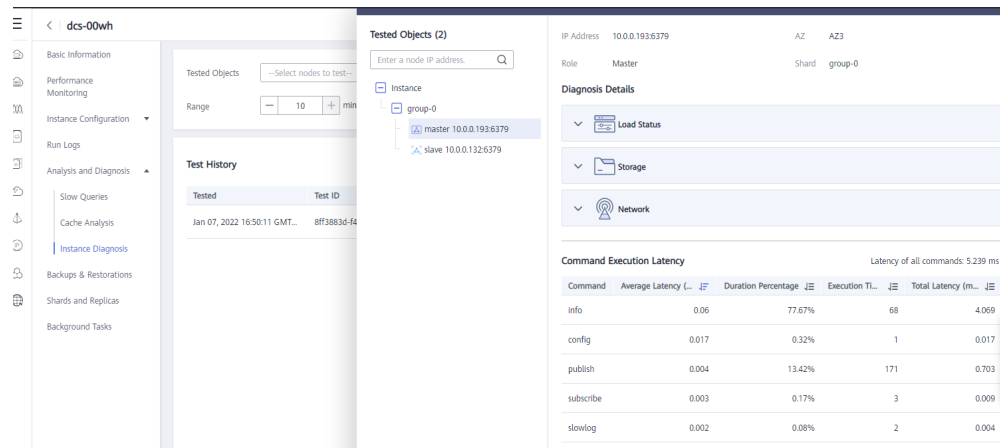 dcs-00wh
Basic Information
Performance
Monitoring
Instance Configuration
Run Logs
Analysis and Diagnosis
Slow Queries
Cache Analysis
Instance Diagnosis
Backups & Restorations
Shards and Replicas
Background Tasks
Tested Objects
--Select nodes to test--
Range
10
min
Test History
Tested
Test ID
Jan 07, 2022 16:50:11 GMT...
8ff3883d-f4
Tested Objects (2)
Enter a node IP address.
Instance
group-0
master 10.0.0.193:6379
slave 10.0.0.132:6379
IP Address 10.0.0.193:6379 AZ AZ3
Role Master Shard group-0
Diagnosis Details
Load Status
Storage
Network
Command Execution Latency Latency of all commands: 5.239 ms
Command Average Latency (... Duration Percentage Execution Ti... Total Latency (m...
info 0.06 77.67% 68 4.069
config 0.017 0.32% 1 0.017
publish 0.004 13.42% 171 0.703
subscribe 0.003 0.17% 3 0.009
slowlog 0.002 0.08% 2 0.004